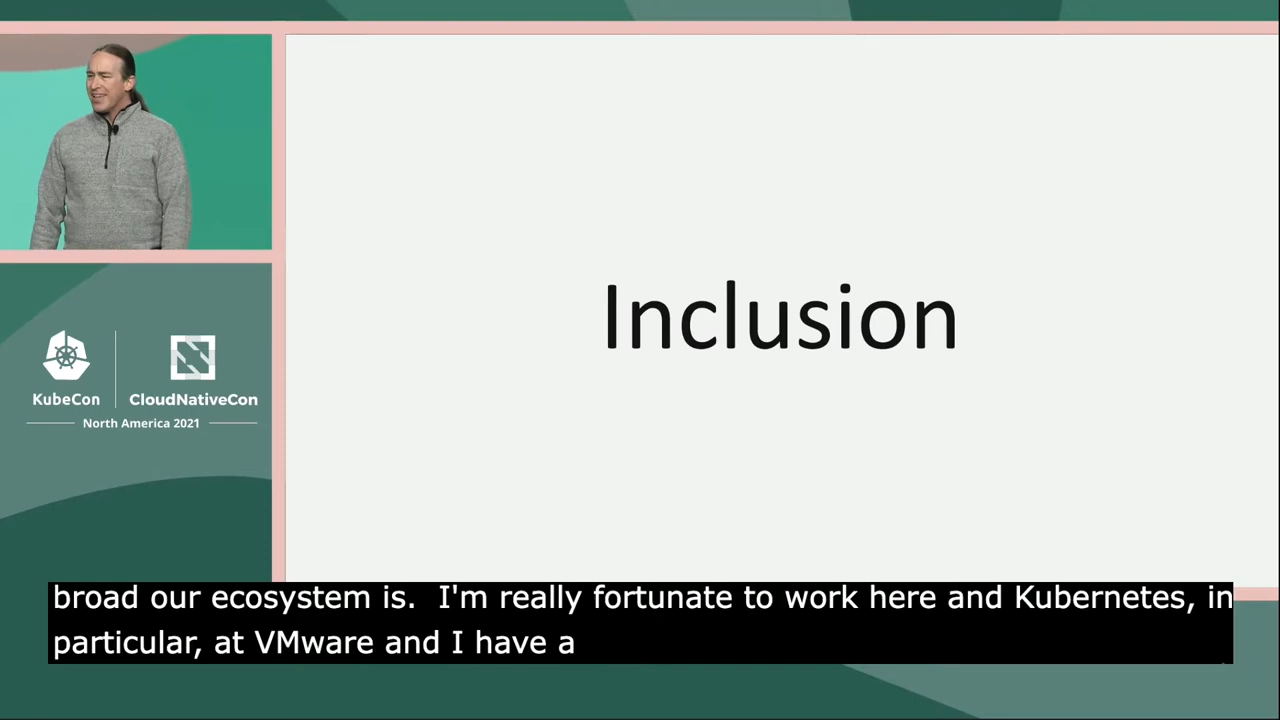 Inclusion
KubeCon
CloudNativeCon
North America 2021
broad our ecosystem is.  I'm really fortunate to work here and Kubernetes, in
particular, at VMware and I have a